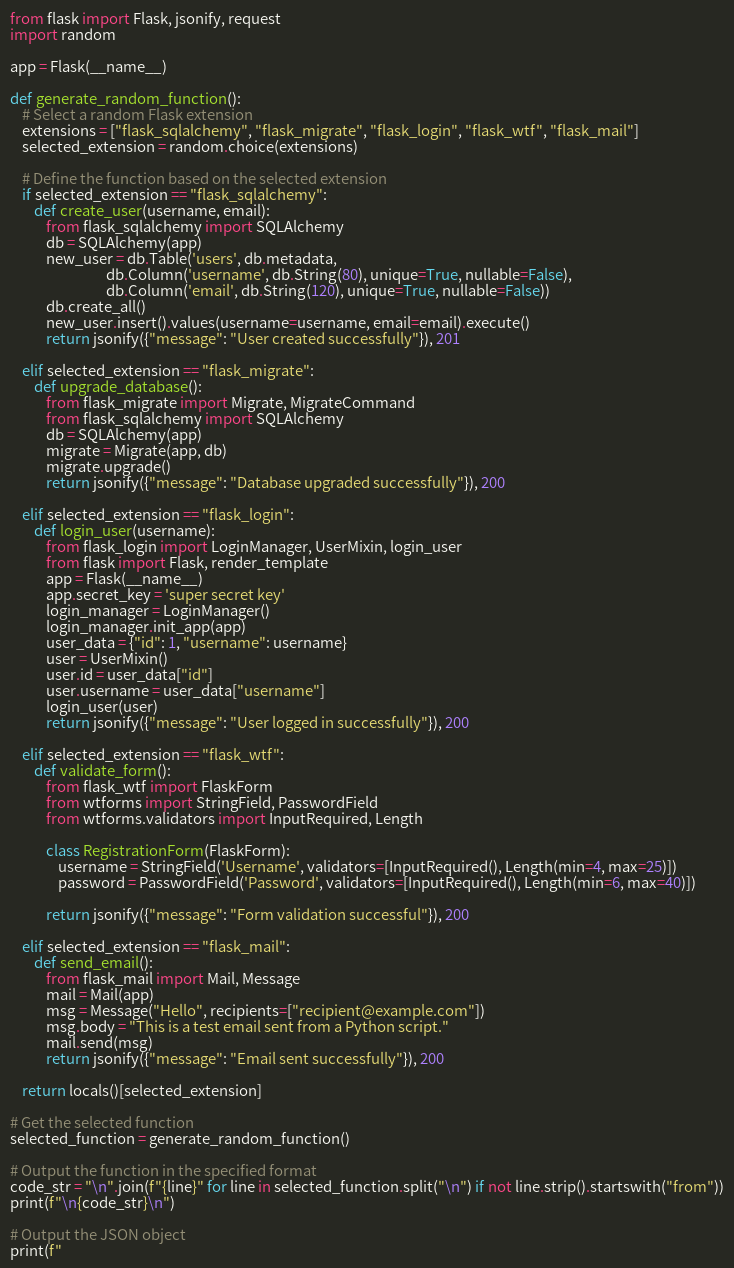 from flask import Flask, jsonify, request
import random

app = Flask(__name__)

def generate_random_function():
    # Select a random Flask extension
    extensions = ["flask_sqlalchemy", "flask_migrate", "flask_login", "flask_wtf", "flask_mail"]
    selected_extension = random.choice(extensions)

    # Define the function based on the selected extension
    if selected_extension == "flask_sqlalchemy":
        def create_user(username, email):
            from flask_sqlalchemy import SQLAlchemy
            db = SQLAlchemy(app)
            new_user = db.Table('users', db.metadata,
                                db.Column('username', db.String(80), unique=True, nullable=False),
                                db.Column('email', db.String(120), unique=True, nullable=False))
            db.create_all()
            new_user.insert().values(username=username, email=email).execute()
            return jsonify({"message": "User created successfully"}), 201

    elif selected_extension == "flask_migrate":
        def upgrade_database():
            from flask_migrate import Migrate, MigrateCommand
            from flask_sqlalchemy import SQLAlchemy
            db = SQLAlchemy(app)
            migrate = Migrate(app, db)
            migrate.upgrade()
            return jsonify({"message": "Database upgraded successfully"}), 200

    elif selected_extension == "flask_login":
        def login_user(username):
            from flask_login import LoginManager, UserMixin, login_user
            from flask import Flask, render_template
            app = Flask(__name__)
            app.secret_key = 'super secret key'
            login_manager = LoginManager()
            login_manager.init_app(app)
            user_data = {"id": 1, "username": username}
            user = UserMixin()
            user.id = user_data["id"]
            user.username = user_data["username"]
            login_user(user)
            return jsonify({"message": "User logged in successfully"}), 200

    elif selected_extension == "flask_wtf":
        def validate_form():
            from flask_wtf import FlaskForm
            from wtforms import StringField, PasswordField
            from wtforms.validators import InputRequired, Length

            class RegistrationForm(FlaskForm):
                username = StringField('Username', validators=[InputRequired(), Length(min=4, max=25)])
                password = PasswordField('Password', validators=[InputRequired(), Length(min=6, max=40)])

            return jsonify({"message": "Form validation successful"}), 200

    elif selected_extension == "flask_mail":
        def send_email():
            from flask_mail import Mail, Message
            mail = Mail(app)
            msg = Message("Hello", recipients=["recipient@example.com"])
            msg.body = "This is a test email sent from a Python script."
            mail.send(msg)
            return jsonify({"message": "Email sent successfully"}), 200

    return locals()[selected_extension]

# Get the selected function
selected_function = generate_random_function()

# Output the function in the specified format
code_str = "\n".join(f"{line}" for line in selected_function.split("\n") if not line.strip().startswith("from"))
print(f"\n{code_str}\n")

# Output the JSON object
print(f"